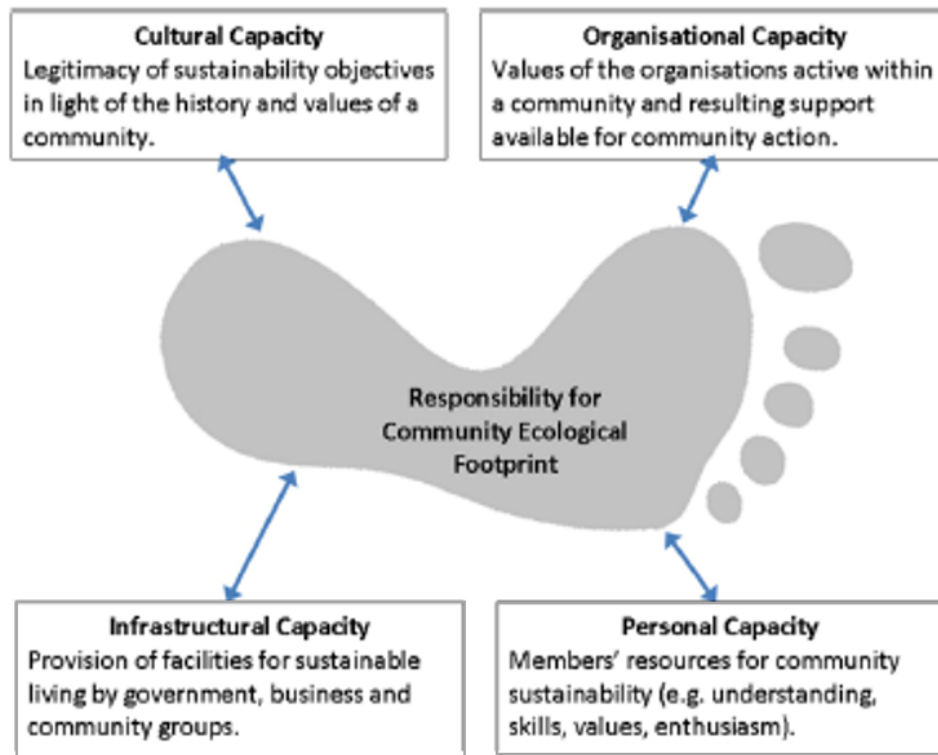 Cultural Capacity
Legitimacy of sustainability objectives
in light of the history and values of a
community.
Organisational Capacity
Values of the organisations active within
a community and resulting support
available for community action.
Responsibility for
Community Ecological
Footprint
Infrastructural Capacity
Provision of facilities for sustainable
living by government, business and
community groups.
Personal Capacity
Members' resources for community
sustainability (e.g. understanding,
skills, values, enthusiasm).